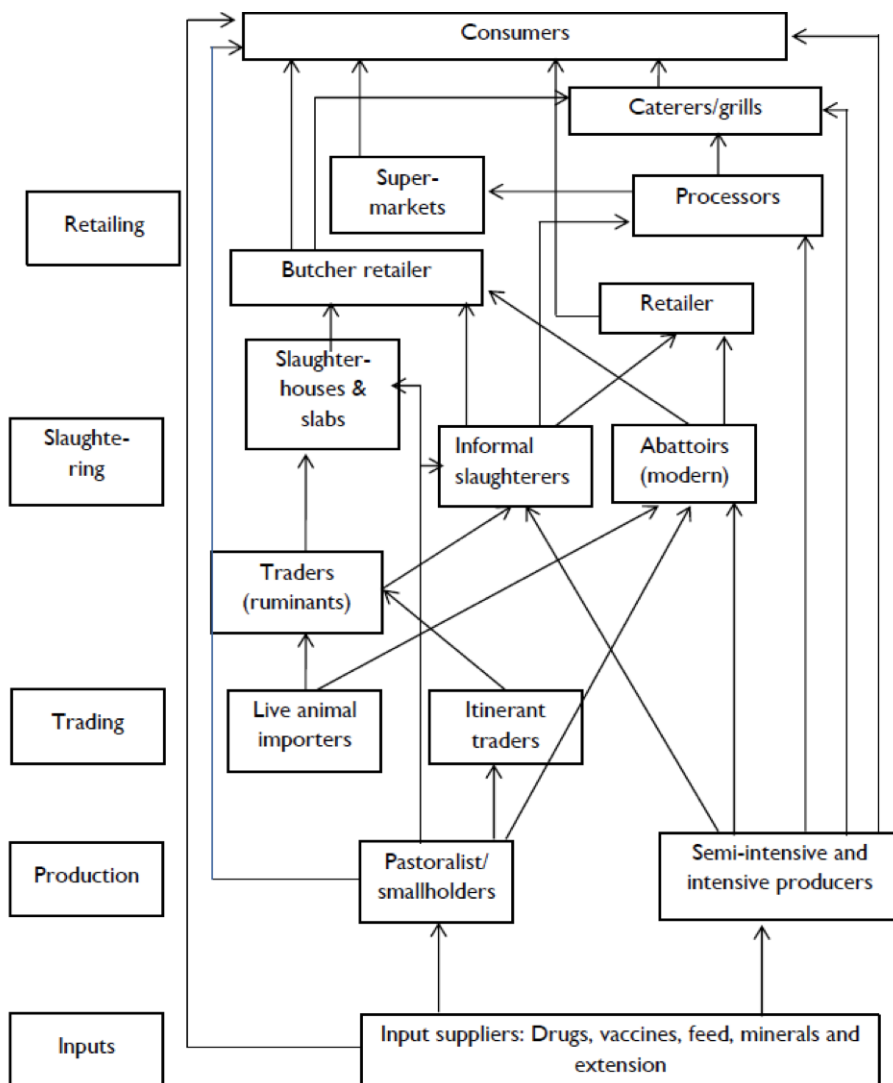 Consumers
Caterers/grills
Super-
markets
Processors
Retailing
Butcher retailer
Retailer
Slaughter-
houses &
slabs
Slaughte-
ring
Informal
slaughterers
Abattoirs
(modern)
Traders
(ruminants)
Trading
Live animal
importers
Itinerant
traders
Production
Pastoralist/
smallholders
Semi-intensive and
intensive producers
Inputs
Input suppliers: Drugs, vaccines, feed, minerals and
extension